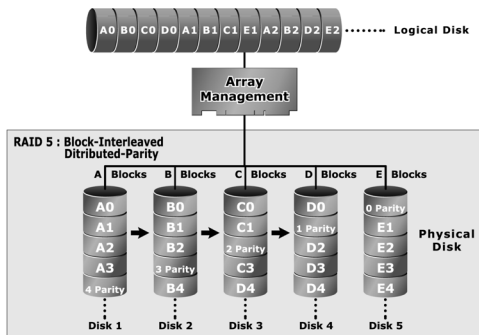 A0 B0 C0 D0 A1 B1 C1 E1 A2 B2 D2 E2
Logical Disk
Array
Management
RAID 5 : Block-Interleaved
Ditributed-Parity
A Blocks B Blocks C Blocks D Blocks E Blocks
A0 B0 C0 D0 0 Parity
A1 B1 C1 1 Parity E1
A2 B2 2 Parity D2 E2
A3 3 Parity C3 D3 E3
4 Parity B4 D4 D4 E4
Physical
Disk
Disk 1 Disk 2 Disk 3 Disk 4 Disk 5